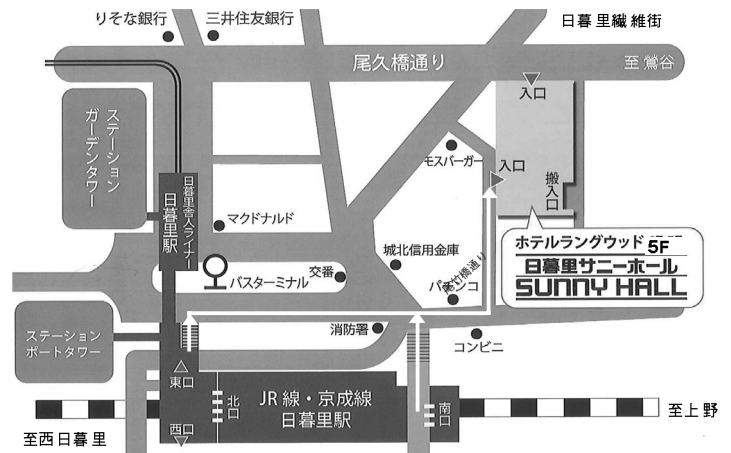 りそな銀行
三井住友銀行
日暮里繊維街
尾久橋通り
至鶯谷
入口
ステーション
ガーデンタワー
モスバーガー
入口
搬入口
日暮里舎人ライナー
日暮里駅
マクドナルド
ホテルラングウッド 5F
日暮里サニーホール
SUNNY HALL
城北信用金庫
尾竹橋通り
バスターミナル
交番
パチンコ
ステーション
ポートタワー
消防署
コンビニ
東口
北口
JR線・京成線
日暮里駅
南口
西口
至上野
至西日暮里